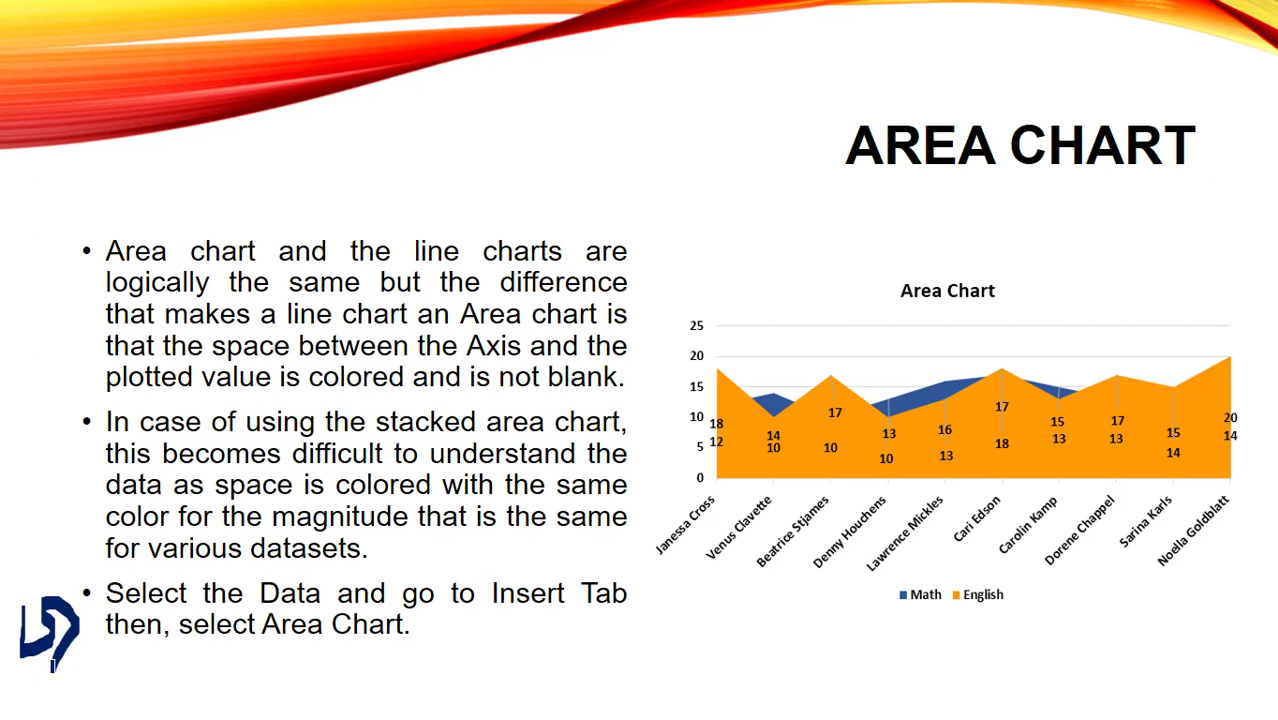 AREA CHART
• Area chart and the line charts are
logically the same but the difference
that makes a line chart an Area chart is
that the space between the Axis and the
plotted value is colored and is not blank.
• In case of using the stacked area chart,
this becomes difficult to understand the
data as space is colored with the same
color for the magnitude that is the same
for various datasets.
• Select the Data and go to Insert Tab
then, select Area Chart.
Area Chart
25
20
15
10
5
0
18 14 17 13 16 17 15 17 15 20
12 10 10 10 13 18 13 13 14 14
Janessa Cross
Venus Clavette
Beatrice Stjames
Denny Houchens
Lawrence Mickles
Cari Edson
Carolin Kamp
Dorene Chappel
Sarina Karls
Noella Goldblatt
Math English